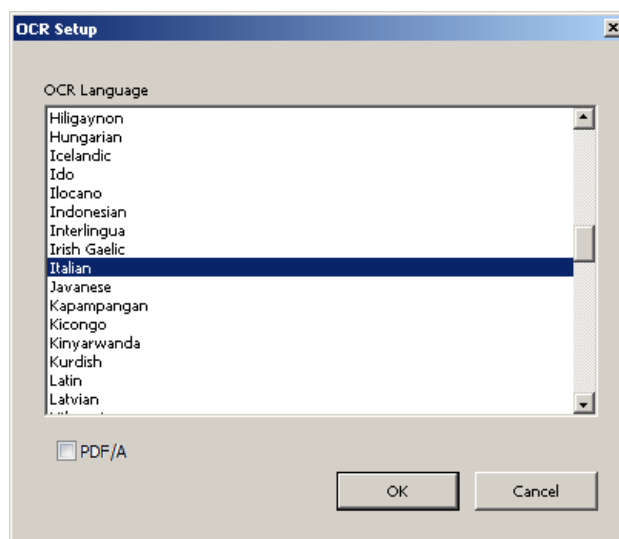 OCR Setup
OCR Language
Hiligaynon
Hungarian
Icelandic
Ido
Ilocano
Indonesian
Interlingua
Irish Gaelic
Italian
Javanese
Kapampangan
Kicongo
Kinyarwanda
Kurdish
Latin
Latvian
PDF/A
OK
Cancel